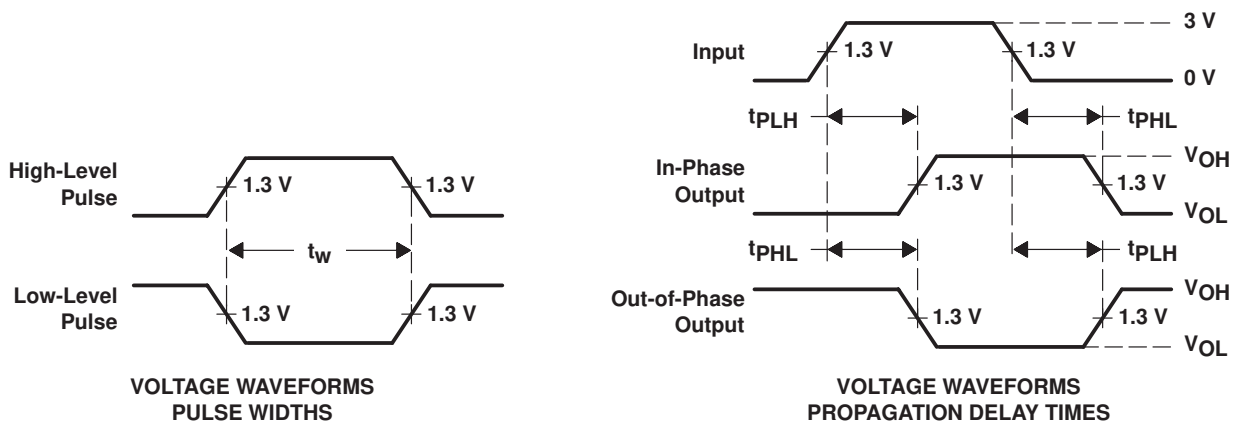 High-Level
Pulse
1.3 V
1.3 V
tw
Low-Level
Pulse
1.3 V
1.3 V
VOLTAGE WAVEFORMS
PULSE WIDTHS
Input
1.3 V
1.3 V
3 V
0 V
tPLH
tPHL
In-Phase
Output
1.3 V
1.3 V
VOH
VOL
tPHL
tPLH
Out-of-Phase
Output
1.3 V
1.3 V
VOH
VOL
VOLTAGE WAVEFORMS
PROPAGATION DELAY TIMES